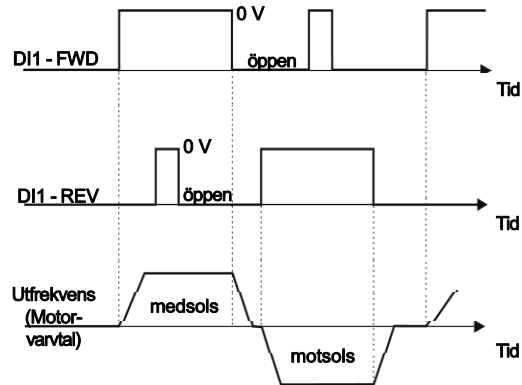 0 V
DI1 - FWD
öppen
Tid
0 V
DI1 - REV
öppen
Tid
Utfrekvens
(Motor-
varvtal)
medsols
motsols
Tid